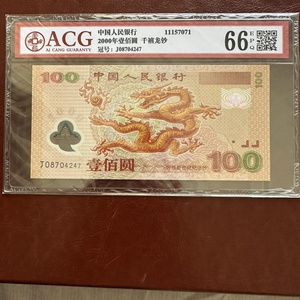 ACG
AI CANG GUARANTY
中国人民银行 11157071
2000年壹佰圆 千禧龙钞
冠号: J08704247
66 EPQ
100 中国人民银行 100
J08704247
壹佰圆
100